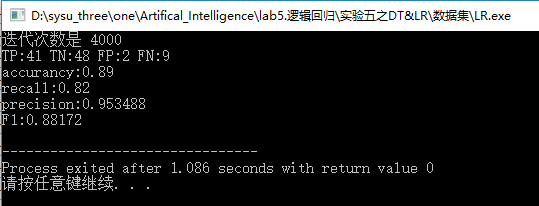 D:\sysu_three\one\Artifical_Intelligence\lab5.逻辑回归\实验五之DT&LR\数据集\LR.exe
迭代次数是 4000
TP:41 TN:48 FP:2 FN:9
accurancy:0.89
recall:0.82
precision:0.953488
F1:0.88172
--------------------------------
Process exited after 1.086 seconds with return value 0
请按任意键继续. . .